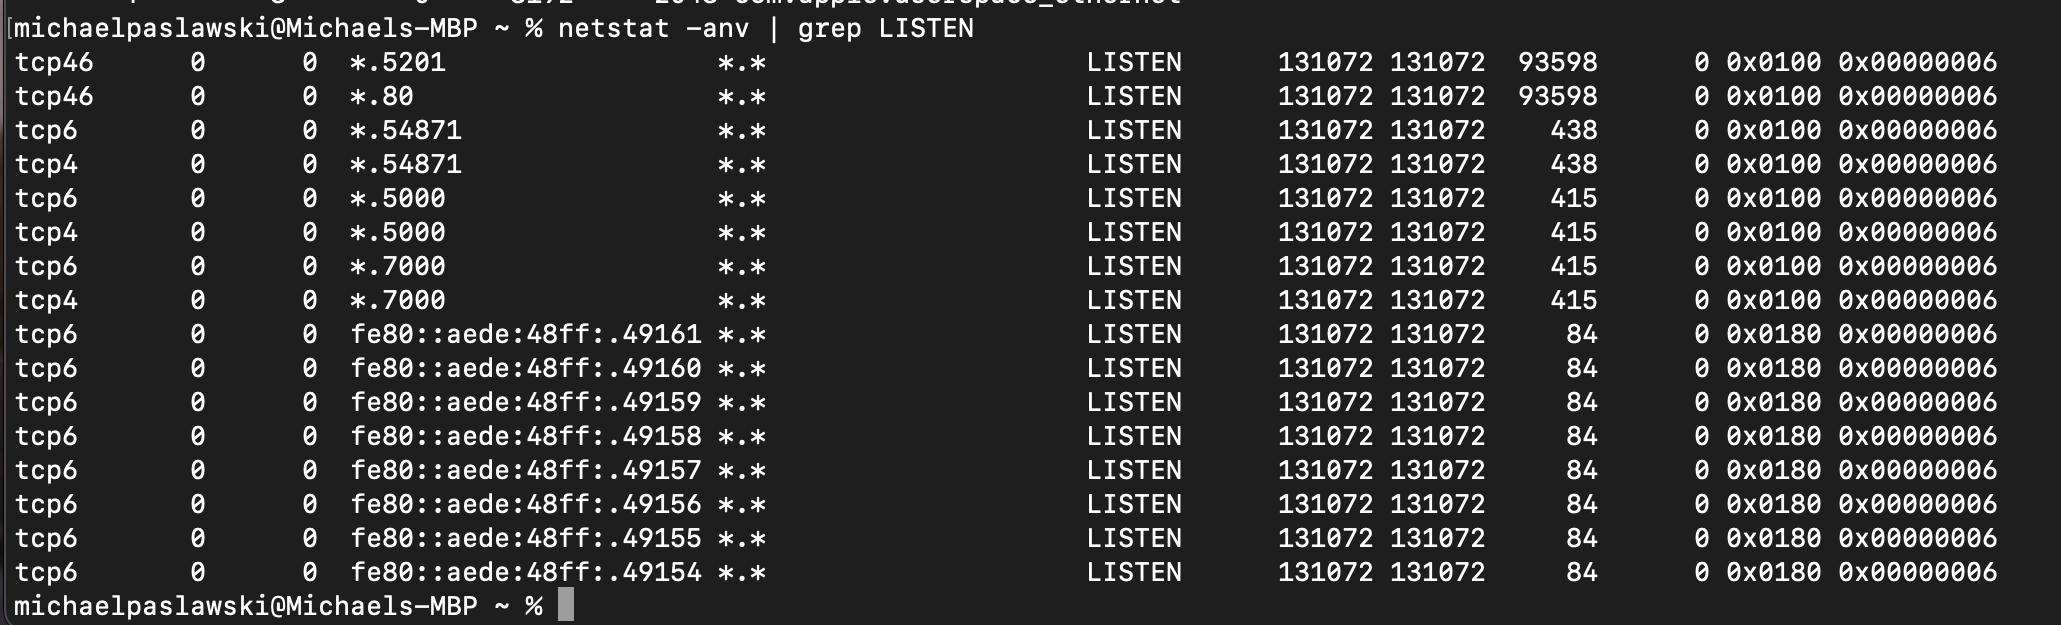 michaelpaslawski@Michaels-MBP ~ % netstat -anv | grep LISTEN
tcp46 0 0 *.5201 *.* LISTEN 131072 131072 93598 0 0x0100 0x00000006
tcp46 0 0 *.80 *.* LISTEN 131072 131072 93598 0 0x0100 0x00000006
tcp6 0 0 *.54871 *.* LISTEN 131072 131072 438 0 0x0100 0x00000006
tcp4 0 0 *.54871 *.* LISTEN 131072 131072 438 0 0x0100 0x00000006
tcp6 0 0 *.5000 *.* LISTEN 131072 131072 415 0 0x0100 0x00000006
tcp4 0 0 *.5000 *.* LISTEN 131072 131072 415 0 0x0100 0x00000006
tcp6 0 0 *.7000 *.* LISTEN 131072 131072 415 0 0x0100 0x00000006
tcp4 0 0 *.7000 *.* LISTEN 131072 131072 415 0 0x0100 0x00000006
tcp6 0 0 fe80::aede:48ff:.49161 *.* LISTEN 131072 131072 84 0 0x0180 0x00000006
tcp6 0 0 fe80::aede:48ff:.49160 *.* LISTEN 131072 131072 84 0 0x0180 0x00000006
tcp6 0 0 fe80::aede:48ff:.49159 *.* LISTEN 131072 131072 84 0 0x0180 0x00000006
tcp6 0 0 fe80::aede:48ff:.49158 *.* LISTEN 131072 131072 84 0 0x0180 0x00000006
tcp6 0 0 fe80::aede:48ff:.49157 *.* LISTEN 131072 131072 84 0 0x0180 0x00000006
tcp6 0 0 fe80::aede:48ff:.49156 *.* LISTEN 131072 131072 84 0 0x0180 0x00000006
tcp6 0 0 fe80::aede:48ff:.49155 *.* LISTEN 131072 131072 84 0 0x0180 0x00000006
tcp6 0 0 fe80::aede:48ff:.49154 *.* LISTEN 131072 131072 84 0 0x0180 0x00000006
michaelpaslawski@Michaels-MBP ~ %